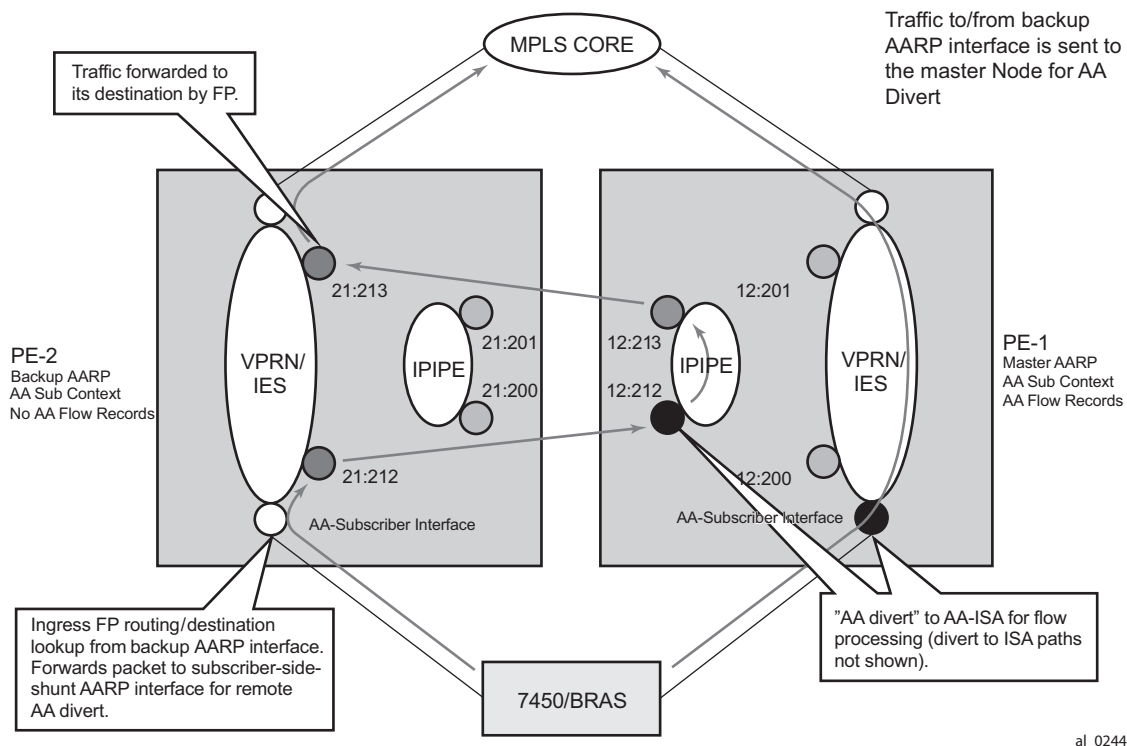 MPLS CORE
Traffic to/from backup
AARP interface is sent to
the master Node for AA
Divert
Traffic forwarded to
its destination by FP.
21:213
12:201
21:201
12:213
PE-2
Backup AARP
AA Sub Context
No AA Flow Records
VPRN/
IES
IPIPE
IPIPE
VPRN/
IES
PE-1
Master AARP
AA Sub Context
AA Flow Records
21:200
12:212
21:212
12:200
AA-Subscriber Interface
AA-Subscriber Interface
Ingress FP routing/destination
lookup from backup AARP interface.
Forwards packet to subscriber-side-
shunt AARP interface for remote
AA divert.
"AA divert" to AA-ISA for flow
processing (divert to ISA paths
not shown).
7450/BRAS
al_0244